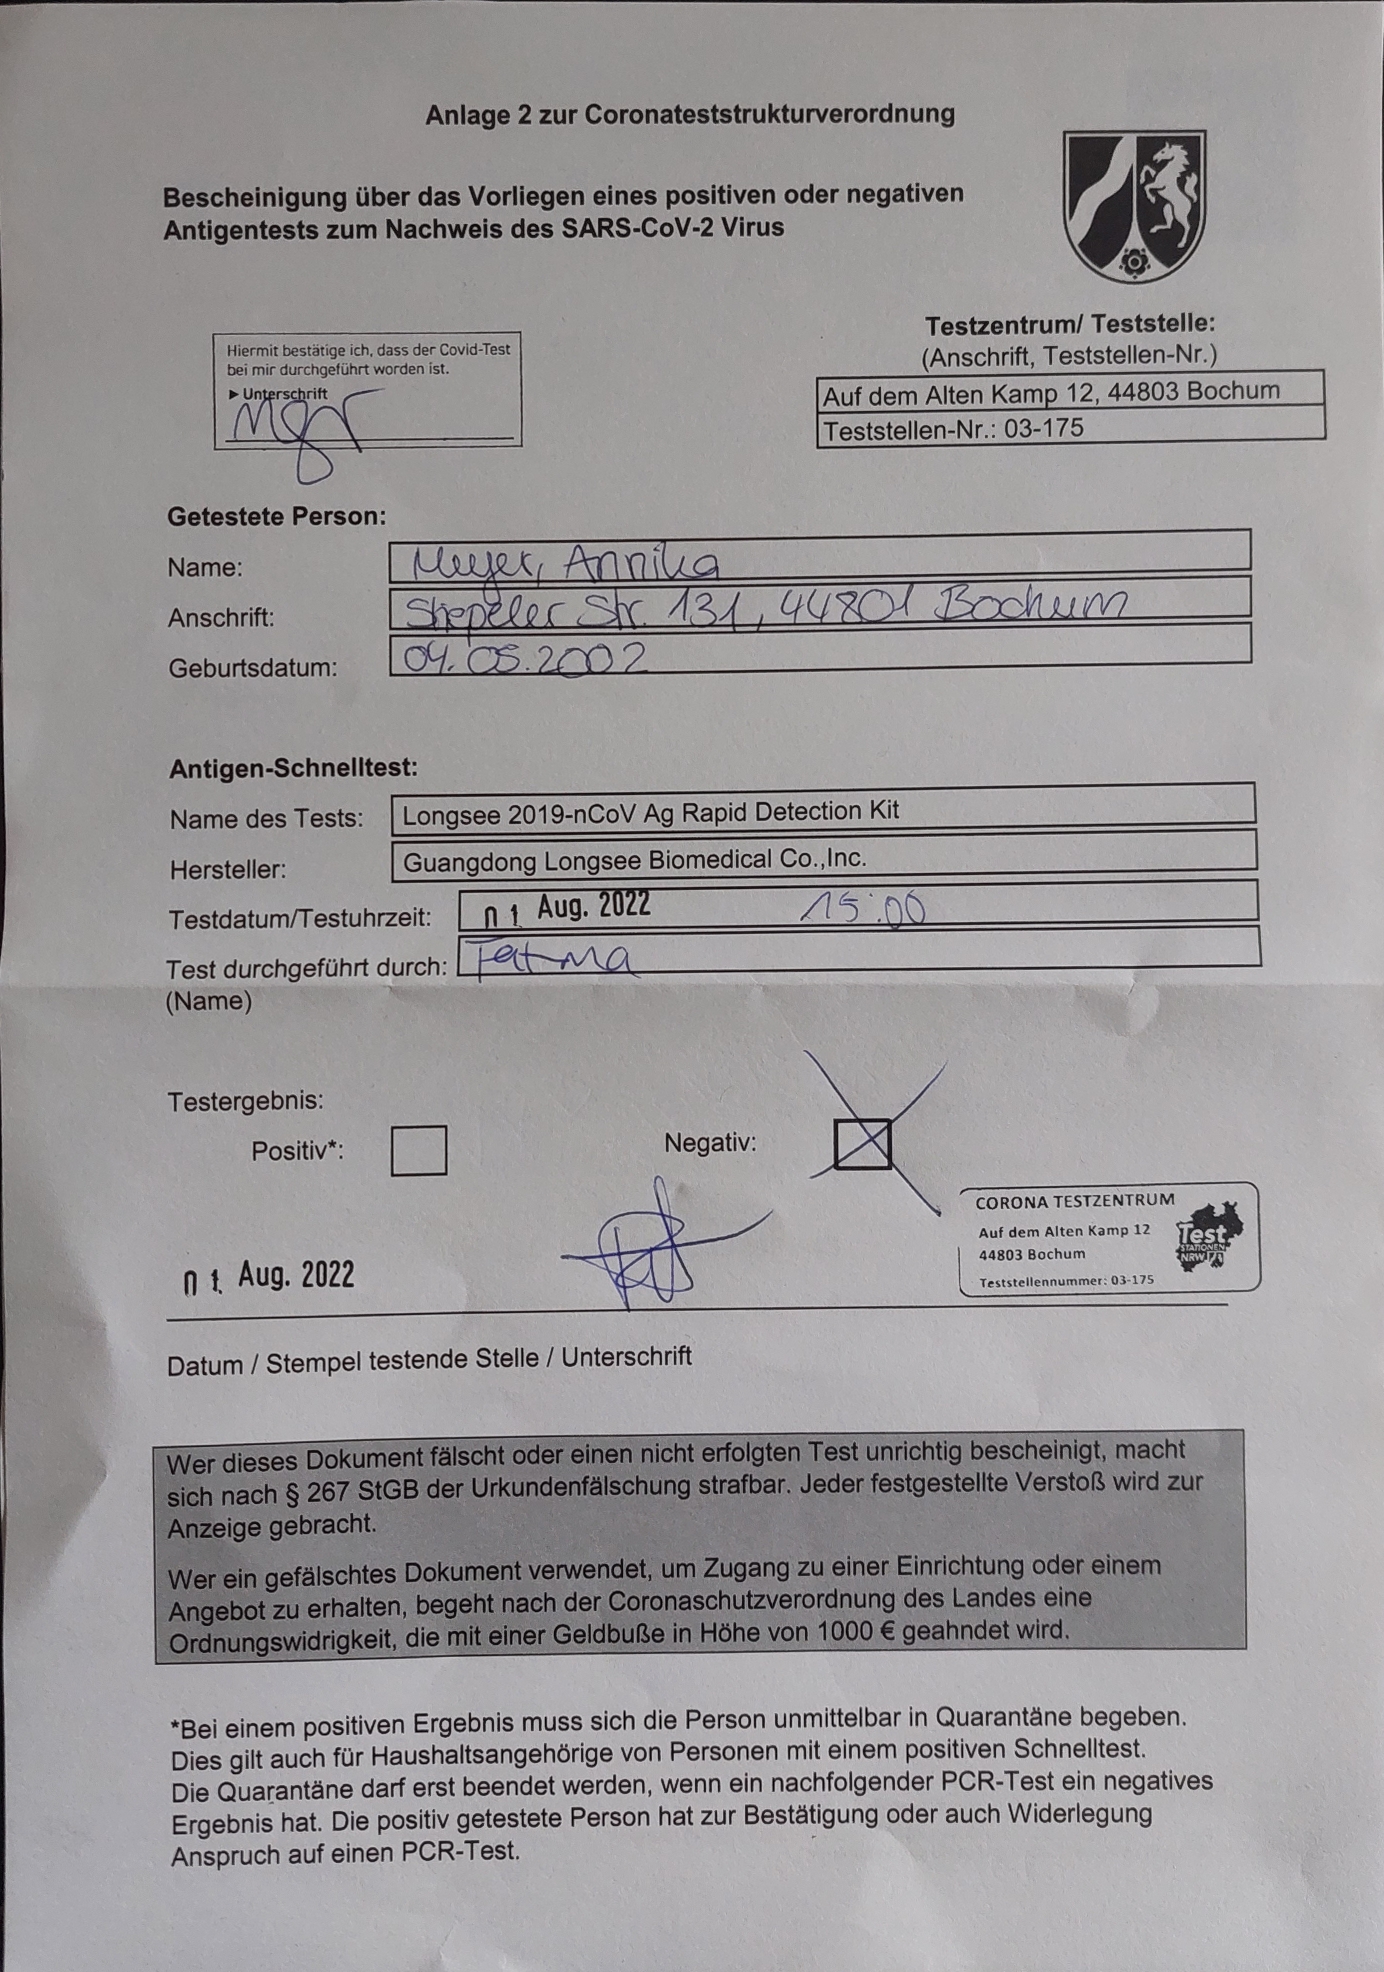 Anlage 2 zur Coronateststrukturverordnung
Bescheinigung über das Vorliegen eines positiven oder negativen
Antigentests zum Nachweis des SARS-CoV-2 Virus
Testzentrum/ Teststelle:
(Anschrift, Teststellen-Nr.)
Auf dem Alten Kamp 12, 44803 Bochum
Teststellen-Nr.: 03-175
Hiermit bestätige ich, dass der Covid-Test
bei mir durchgeführt worden ist.
►Unterschrift
Getestete Person:
Name: Meyer, Annika
Anschrift: Str. 131, 44801 Bochum
Geburtsdatum: 04.05.2002
Antigen-Schnelltest:
Name des Tests: Longsee 2019-nCoV Ag Rapid Detection Kit
Hersteller: Guangdong Longsee Biomedical Co.,Inc.
Testdatum/Testuhrzeit: 01. Aug. 2022 15:00
Test durchgeführt durch: Fatma
(Name)
Testergebnis:
Positiv*: Negativ:
CORONA TESTZENTRUM
Auf dem Alten Kamp 12
44803 Bochum
Teststellennummer: 03-175
Test
STATIONEN
NRW
01. Aug. 2022
Datum / Stempel testende Stelle / Unterschrift
Wer dieses Dokument fälscht oder einen nicht erfolgten Test unrichtig bescheinigt, macht
sich nach § 267 StGB der Urkundenfälschung strafbar. Jeder festgestellte Verstoß wird zur
Anzeige gebracht.
Wer ein gefälschtes Dokument verwendet, um Zugang zu einer Einrichtung oder einem
Angebot zu erhalten, begeht nach der Coronaschutzverordnung des Landes eine
Ordnungswidrigkeit, die mit einer Geldbuße in Höhe von 1000 € geahndet wird.
*Bei einem positiven Ergebnis muss sich die Person unmittelbar in Quarantäne begeben.
Dies gilt auch für Haushaltsangehörige von Personen mit einem positiven Schnelltest.
Die Quarantäne darf erst beendet werden, wenn ein nachfolgender PCR-Test ein negatives
Ergebnis hat. Die positiv getestete Person hat zur Bestätigung oder auch Widerlegung
Anspruch auf einen PCR-Test.